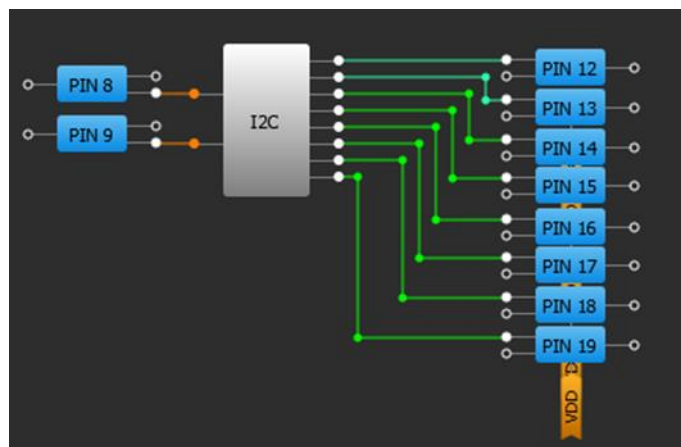 PIN 8
PIN 9
I2C
PIN 12
PIN 13
PIN 14
PIN 15
PIN 16
PIN 17
PIN 18
PIN 19
VDD